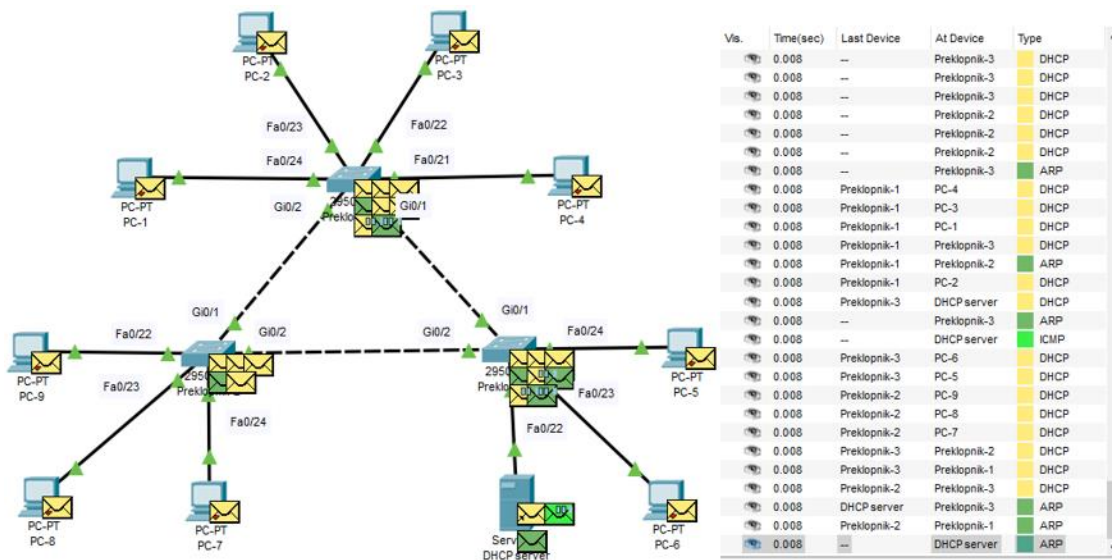 PC-PT
PC-2
PC-PT
PC-3
Fa0/23
Fa0/22
Fa0/24
Fa0/21
PC-PT
PC-1
PC-PT
PC-4
Gi0/2
2950
Gi0/1
Gi0/1
Gi0/1
Fa0/22
Gi0/2
Gi0/2
Fa0/24
PC-PT
PC-9
2950
2950
PC-PT
PC-5
Fa0/23
Fa0/24
Fa0/23
Fa0/22
PC-PT
PC-8
PC-PT
PC-7
DHCP server
PC-PT
PC-6
Vis. Time(sec) Last Device At Device Type
0.008 -- Preklopnik-3 DHCP
0.008 -- Preklopnik-3 DHCP
0.008 -- Preklopnik-3 DHCP
0.008 -- Preklopnik-2 DHCP
0.008 -- Preklopnik-2 DHCP
0.008 -- Preklopnik-2 DHCP
0.008 -- Preklopnik-3 ARP
0.008 Preklopnik-1 PC-4 DHCP
0.008 Preklopnik-1 PC-3 DHCP
0.008 Preklopnik-1 PC-1 DHCP
0.008 Preklopnik-1 Preklopnik-3 DHCP
0.008 Preklopnik-1 Preklopnik-2 ARP
0.008 Preklopnik-1 PC-2 DHCP
0.008 Preklopnik-3 DHCP server DHCP
0.008 -- Preklopnik-3 ARP
0.008 -- DHCP server ICMP
0.008 Preklopnik-3 PC-6 DHCP
0.008 Preklopnik-3 PC-5 DHCP
0.008 Preklopnik-2 PC-9 DHCP
0.008 Preklopnik-2 PC-8 DHCP
0.008 Preklopnik-2 PC-7 DHCP
0.008 Preklopnik-3 Preklopnik-2 DHCP
0.008 Preklopnik-3 Preklopnik-1 DHCP
0.008 Preklopnik-2 Preklopnik-3 DHCP
0.008 DHCP server Preklopnik-3 ARP
0.008 Preklopnik-2 Preklopnik-1 ARP
0.008 -- DHCP server ARP